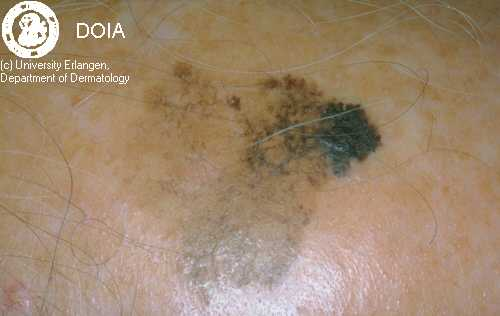 DOIA
(c) University Erlangen,
Department of Dermatology